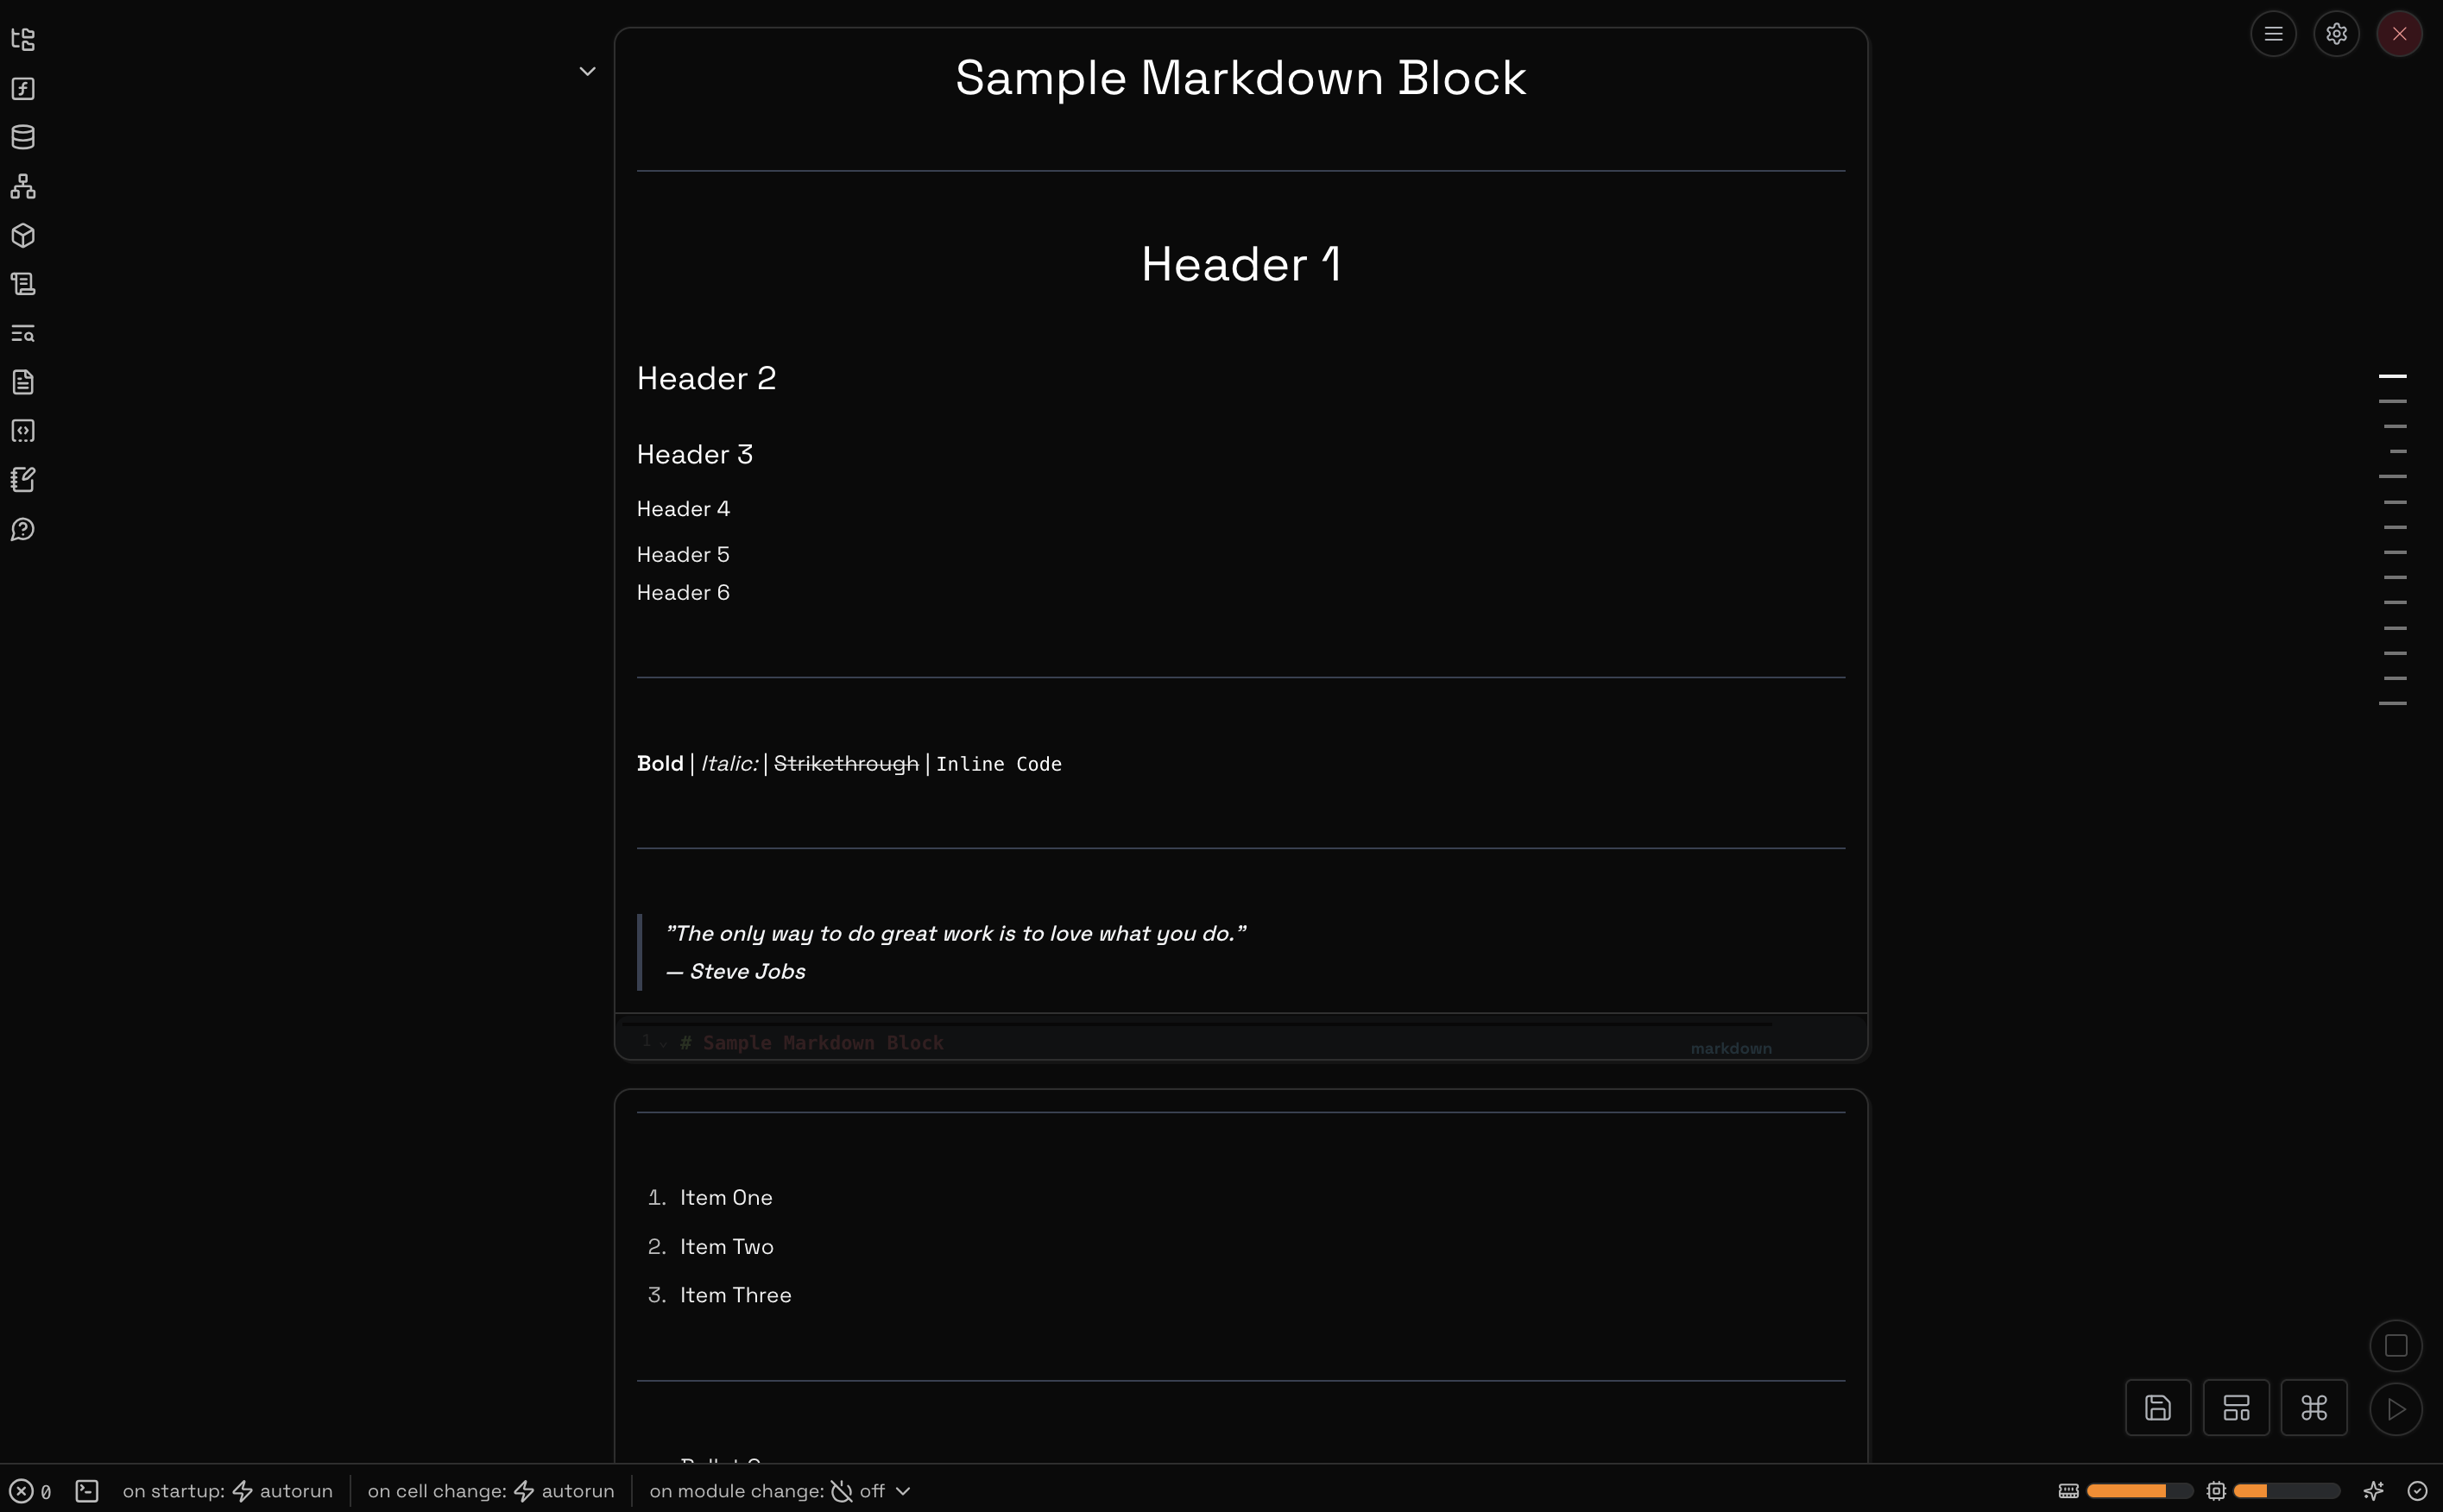 Sample Markdown Block
Header 1
Header 2
Header 3
Header 4
Header 5
Header 6
Bold | Italic: | Strikethrough | Inline Code
"The only way to do great work is to love what you do."
— Steve Jobs
1 # Sample Markdown Block
markdown
1. Item One
2. Item Two
3. Item Three
0 on startup: autorun on cell change: autorun on module change: off